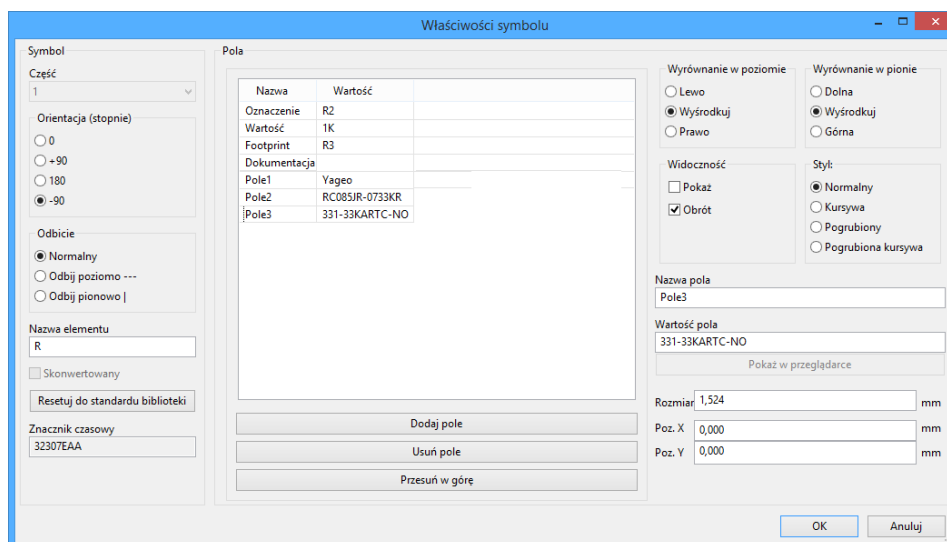 Właściwości symbolu
Symbol
Część
1
Orientacja (stopnie)
0
+90
180
-90
Odbicie
Normalny
Odbij poziomo ---
Odbij pionowo |
Nazwa elementu
R
Skonwertowany
Resetuj do standardu biblioteki
Znacznik czasowy
32307EAA
Pola
Nazwa Wartość
Oznaczenie R2
Wartość 1K
Footprint R3
Dokumentacja
Pole1 Yageo
Pole2 RC085JR-0733KR
Pole3 331-33KARTC-NO
Dodaj pole
Usuń pole
Przesuń w górę
Wyrównanie w poziomie
Lewo
Wyśrodkuj
Prawo
Wyrównanie w pionie
Dolna
Wyśrodkuj
Górna
Widoczność
Pokaż
Obrót
Styl:
Normalny
Kursywa
Pogrubiony
Pogrubiona kursywa
Nazwa pola
Pole3
Wartość pola
331-33KARTC-NO
Pokaż w przeglądarce
Rozmiar 1,524 mm
Poz. X 0,000 mm
Poz. Y 0,000 mm
OK Anuluj